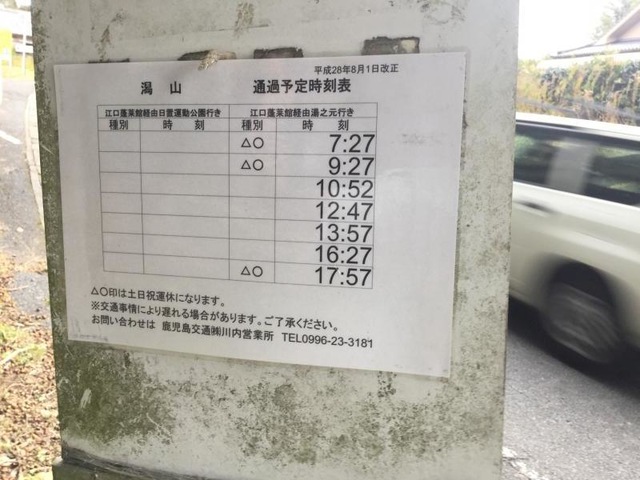 平成28年8月1日改正
潟山 通過予定時刻表
江口蓬莱館経由日置運動公園行き 江口蓬莱館経由湯之元行き
種別 時刻 種別 時刻
△○ 7:27
△○ 9:27
10:52
12:47
13:57
16:27
△○ 17:57
△○印は土日祝運休になります。
※交通事情により遅れる場合があります。ご了承ください。
お問い合わせは 鹿児島交通㈱川内営業所 TEL0996-23-3181